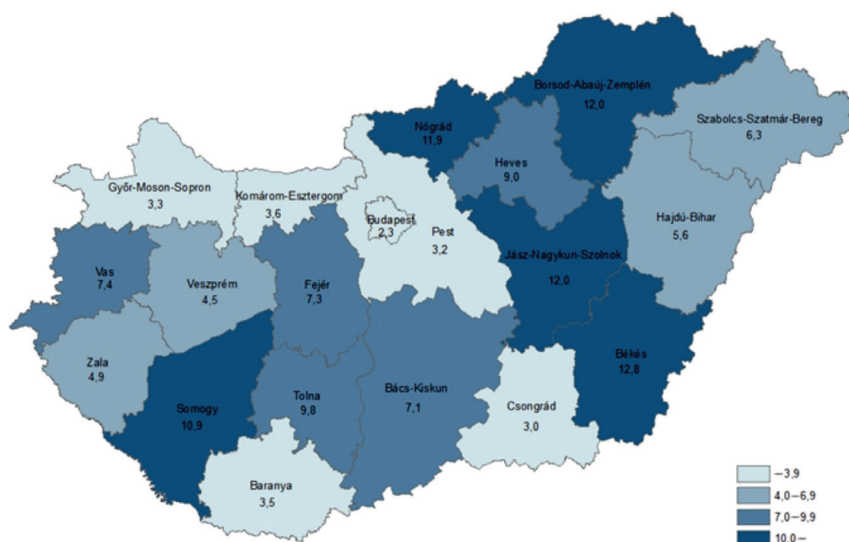 Borsod-Abaúj-Zemplén
12,0
Szabolcs-Szatmár-Bereg
6,3
Nógrád
11,9
Heves
9,0
Győr-Moson-Sopron
3,3
Komárom-Esztergom
3,6
Budapest
2,3
Pest
3,2
Hajdú-Bihar
5,6
Jász-Nagykun-Szolnok
12,0
Vas
7,4
Veszprém
4,5
Fejér
7,3
Zala
4,9
Somogy
10,9
Tolna
9,8
Bács-Kiskun
7,1
Békés
12,8
Csongrád
3,0
Baranya
3,5
–3,9
4,0–6,9
7,0–9,9
10,0–